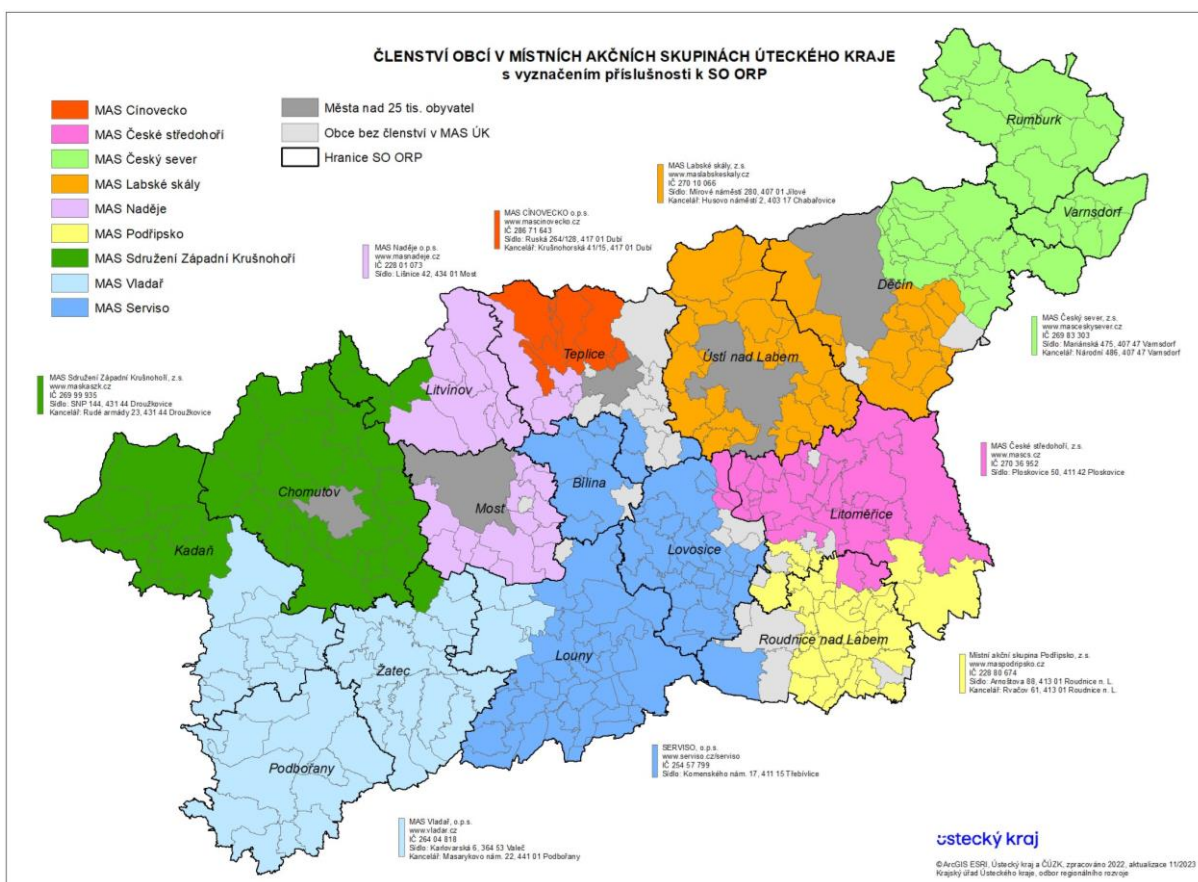 ČLENSTVÍ OBCÍ V MÍSTNÍCH AKČNÍCH SKUPINÁCH ÚTECKÉHO KRAJE
s vyznačením příslušnosti k SO ORP
MAS Cínovecko
MAS České středohoří
MAS Český sever
MAS Labské skály
MAS Naděje
MAS Podřipsko
MAS Sdružení Západní Krušnohoří
MAS Vladař
MAS Serviso
Města nad 25 tis. obyvatel
Obce bez členství v MAS ÚK
Hranice SO ORP
MAS Labské skály, z.s.
www.maslabskeskaly.cz
IČ 270 10 066
Sídlo: Mírové náměstí 280, 407 01 Jílové
Kancelář: Husovo náměstí 2, 403 17 Chabařovice
MAS CÍNOVECKO o.p.s.
www.mascinovecko.cz
IČ 286 71 643
Sídlo: Ruská 264/128, 417 01 Dubí
Kancelář: Krušnohorská 41/15, 417 01 Dubí
MAS Naděje o.p.s.
www.masnadeje.cz
IČ 228 01 073
Sídlo: Lišnice 42, 434 01 Most
MAS Český sever, z.s.
www.masceskysever.cz
IČ 269 83 303
Sídlo: Mariánská 475, 407 47 Varnsdorf
Kancelář: Národní 486, 407 47 Varnsdorf
MAS Sdružení Západní Krušnohoří, z.s.
www.maskaszk.cz
IČ 269 99 935
Sídlo: SNP 144, 431 44 Droužkovice
Kancelář: Rudé armády 23, 431 44 Droužkovice
MAS České středohoří, z.s.
www.mascs.cz
IČ 270 36 952
Sídlo: Ploskovice 50, 411 42 Ploskovice
Místní akční skupina Podřipsko, z.s.
www.maspodripsko.cz
IČ 228 80 674
Sídlo: Arnoštova 88, 413 01 Roudnice n. L.
Kancelář: Rvačov 61, 413 01 Roudnice n. L.
SERVISO, o.p.s.
www.serviso.cz/serviso
IČ 254 57 799
Sídlo: Komenského nám. 17, 411 15 Třebívlice
MAS Vladař, o.p.s.
www.vladar.cz
IČ 264 04 818
Sídlo: Karlovarská 6, 364 53 Valeč
Kancelář: Masarykovo nám. 22, 441 01 Podbořany
Rumburk
Varnsdorf
Děčín
Ústí nad Labem
Teplice
Litvínov
Bílina
Most
Chomutov
Kadaň
Litoměřice
Lovosice
Roudnice nad Labem
Louny
Žatec
Podbořany
ústecký kraj
©ArcGIS ESRI, Ústecký kraj a ČÚZK, zpracováno 2022, aktualizace 11/2023
Krajský úřad Ústeckého kraje, odbor regionálního rozvoje